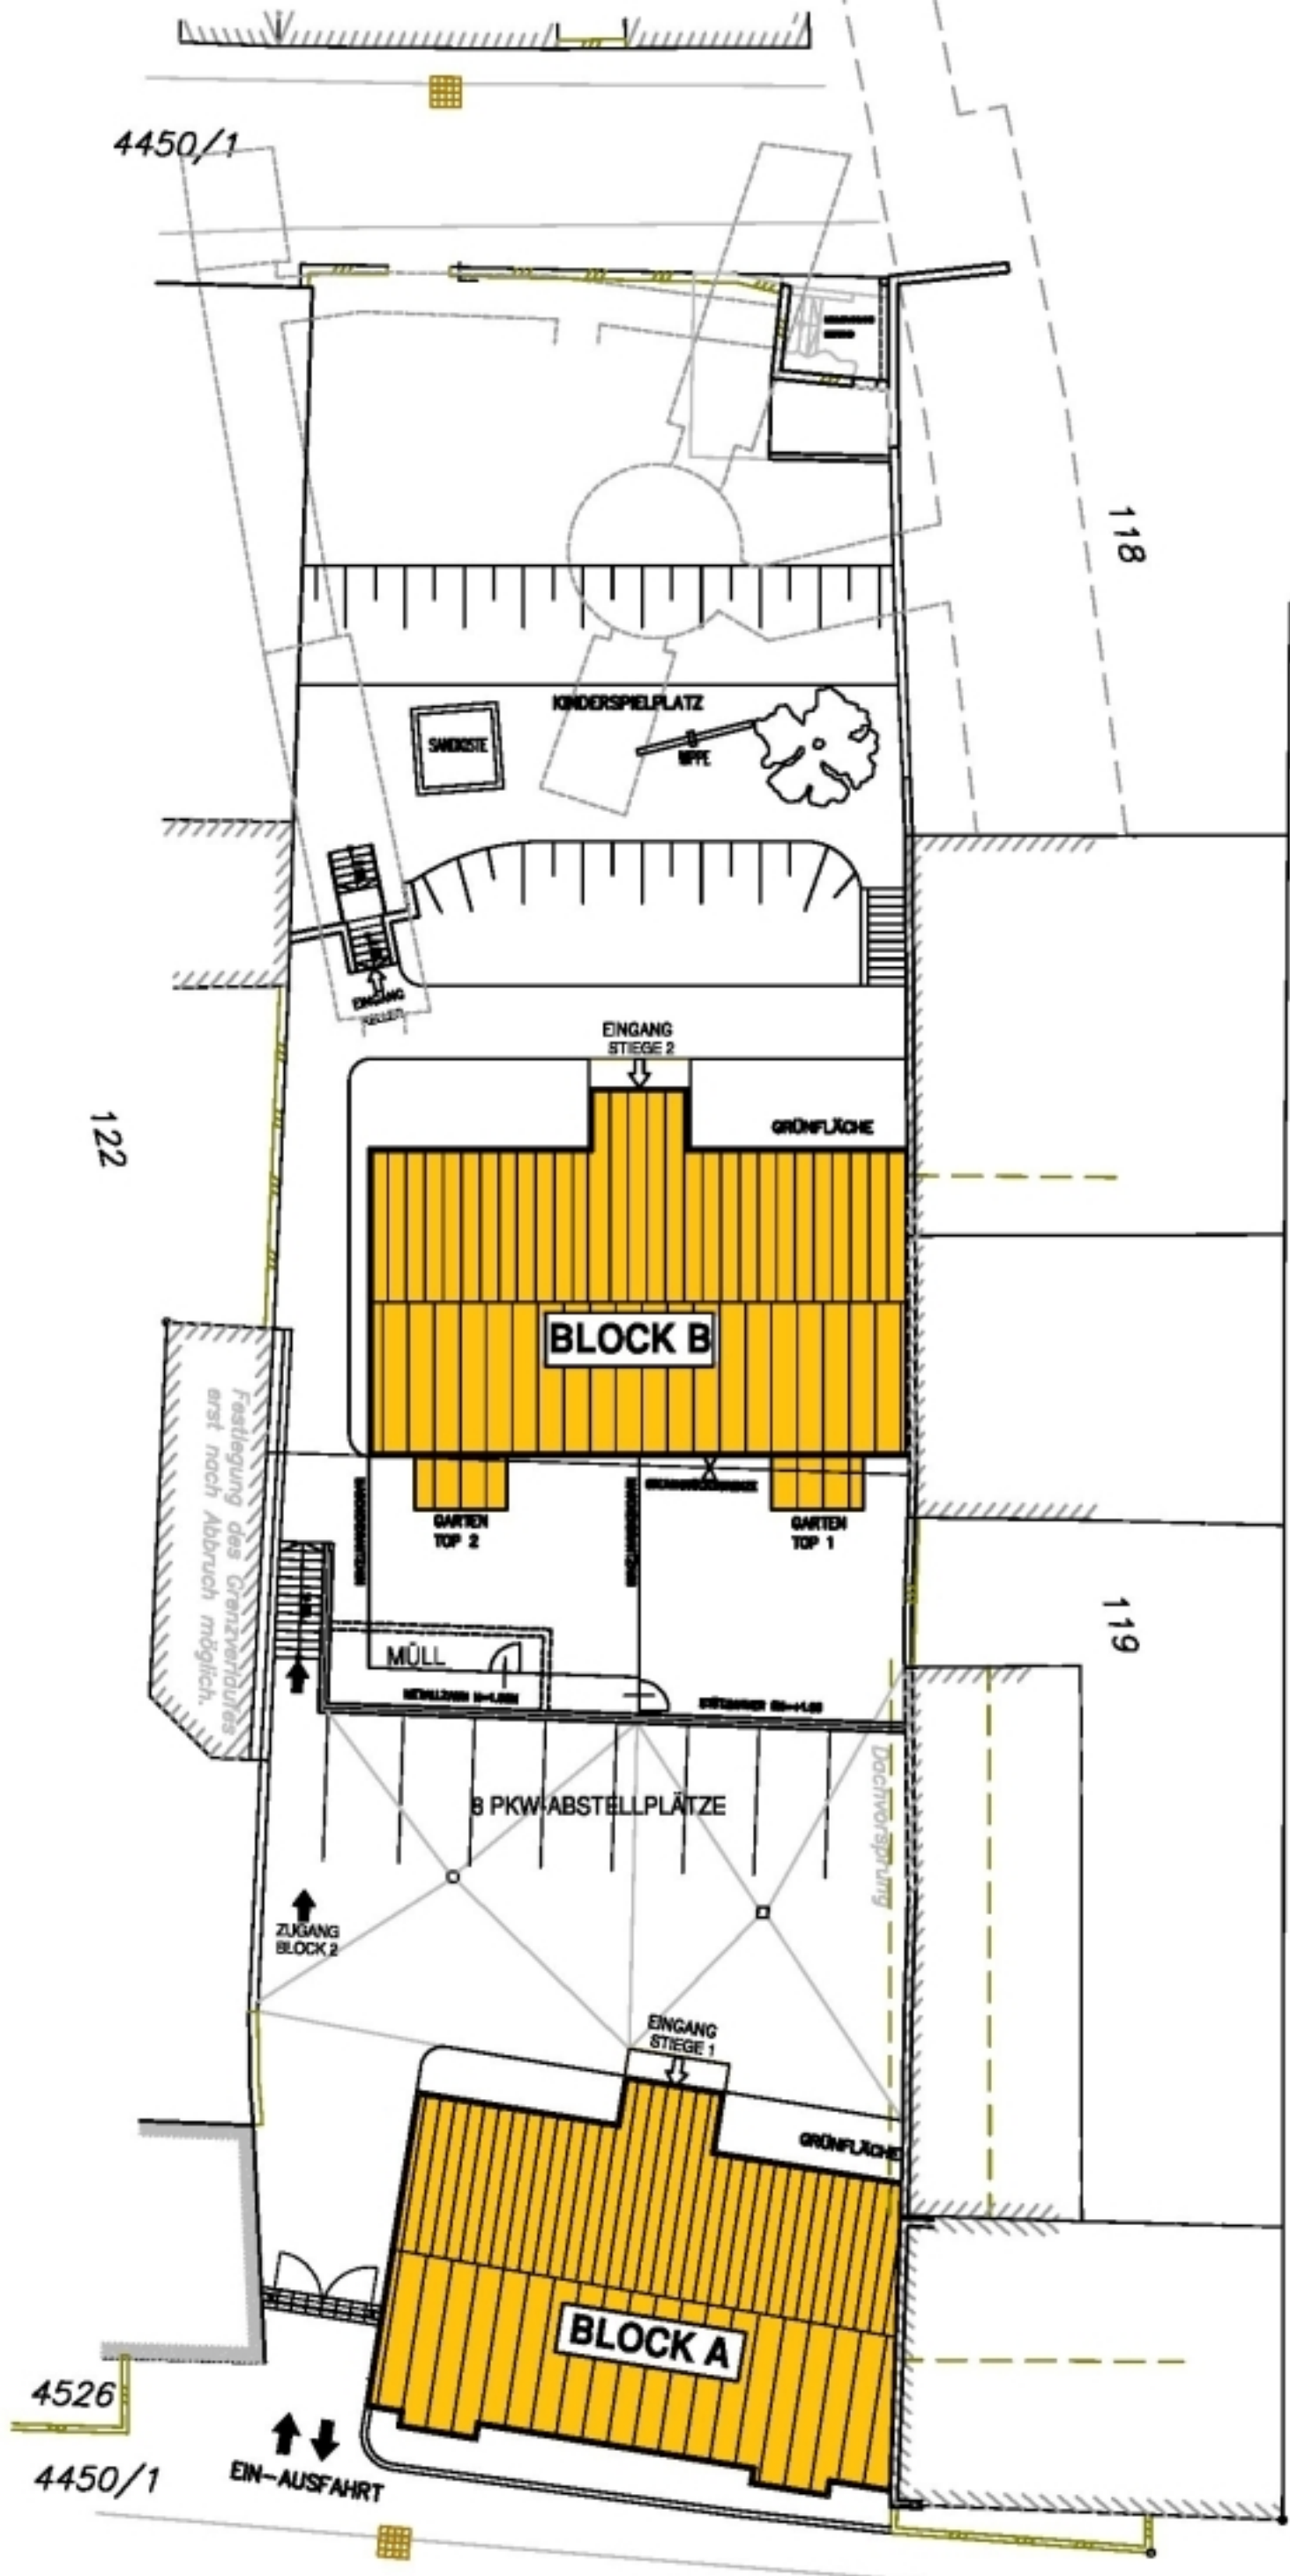 4450/1
118
KINDERSPIELPLATZ
SANDKISTE
WIPPE
EINGANG
KELLER
EINGANG
STIEGE 2
122
GRÜNFLÄCHE
BLOCK B
Festlegung des Grenzverlaufes
erst nach Abbruch möglich.
GARTEN
TOP 2
GARTEN
TOP 1
119
MÜLL
8 PKW-ABSTELLPLÄTZE
Dachvorsprung
ZUGANG
BLOCK 2
EINGANG
STIEGE 1
GRÜNFLÄCHE
BLOCK A
4526
4450/1
EIN-AUSFAHRT